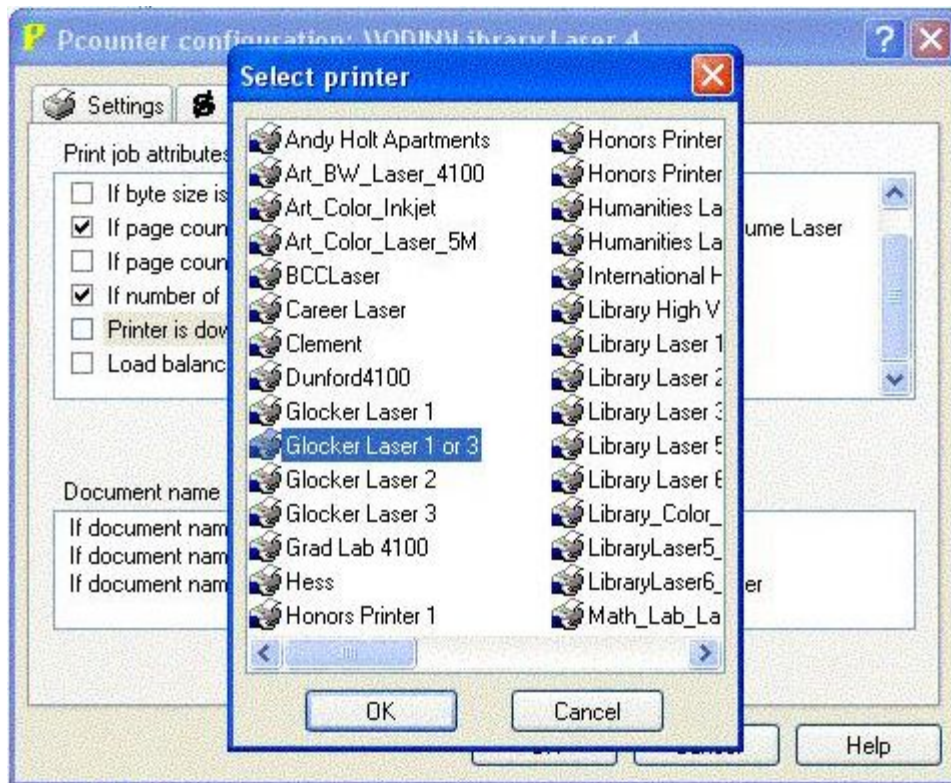 Pcounter configuration: \\ODIN\Library Laser 4
Select printer
Settings
Print job attributes
If byte size is
If page coun
ume Laser
If page coun
If number of
Printer is dow
Load balanc
Document name
If document nam
If document nam
If document nam
er
Andy Holt Apartments
Art_BW_Laser_4100
Art_Color_Inkjet
Art_Color_Laser_5M
BCCLaser
Career Laser
Clement
Dunford4100
Glocker Laser 1
Glocker Laser 1 or 3
Glocker Laser 2
Glocker Laser 3
Grad Lab 4100
Hess
Honors Printer 1
Honors Printer
Honors Printer
Humanities La
Humanities La
International H
Library High V
Library Laser 1
Library Laser 2
Library Laser 3
Library Laser 5
Library Laser 6
Library_Color_
LibraryLaser5_
LibraryLaser6_
Math_Lab_La
OK
Cancel
Help